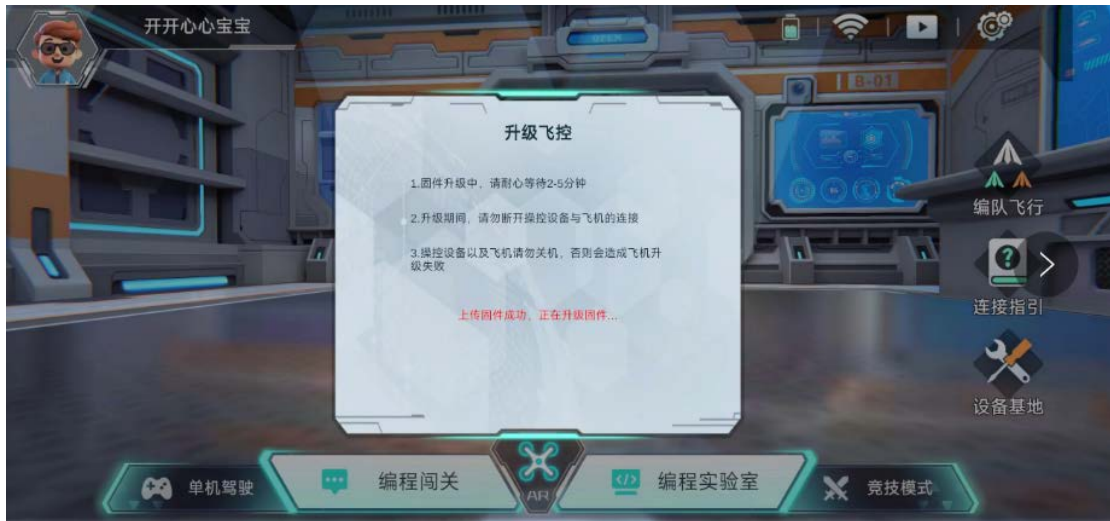 开开心心宝宝
OPEN
B-01
升级飞控
1.固件升级中，请耐心等待2-5分钟
2.升级期间，请勿断开操控设备与飞机的连接
3.操控设备以及飞机请勿关机，否则会造成飞机升
级失败
上传固件成功，正在升级固件...
编队飞行
连接指引
设备基地
单机驾驶
编程闯关
AR
编程实验室
竞技模式